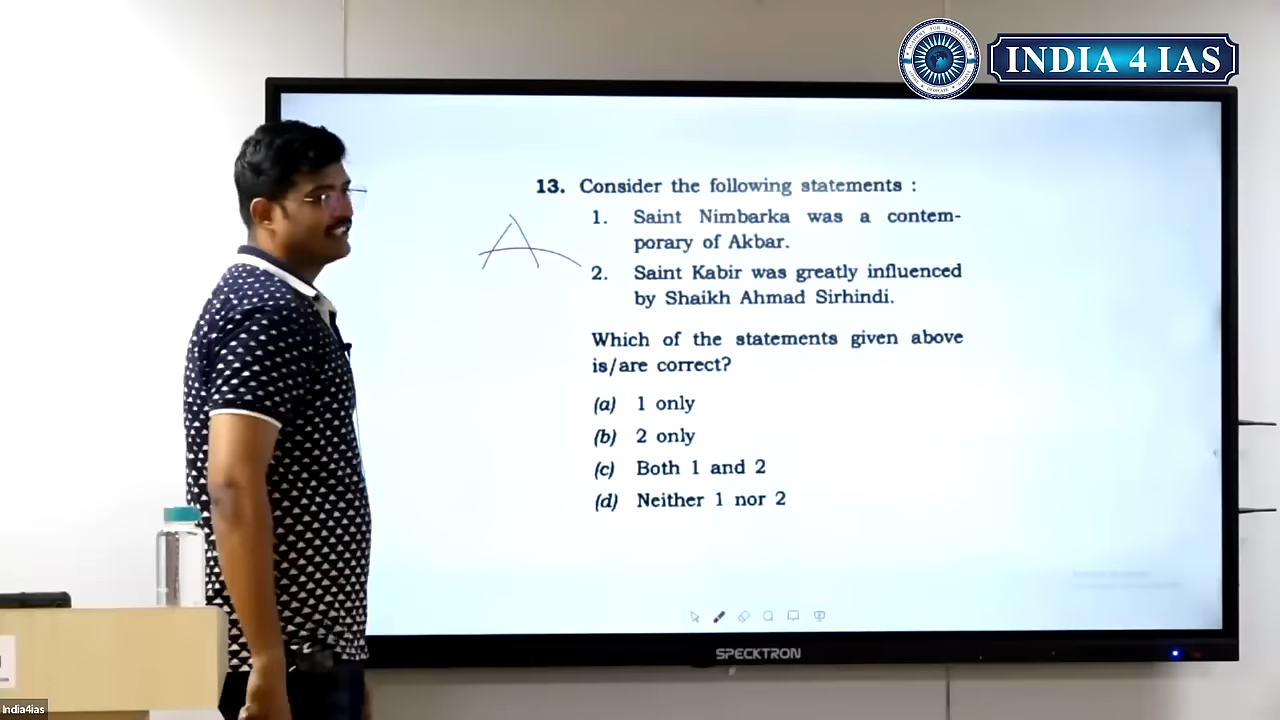 INDIA 4 IAS
13. Consider the following statements :
A
1. Saint Nimbarka was a contem-
porary of Akbar.
2. Saint Kabir was greatly influenced
by Shaikh Ahmad Sirhindi.
Which of the statements given above
is/are correct?
(a) 1 only
(b) 2 only
(c) Both 1 and 2
(d) Neither 1 nor 2
SPECKTRON
India4ias